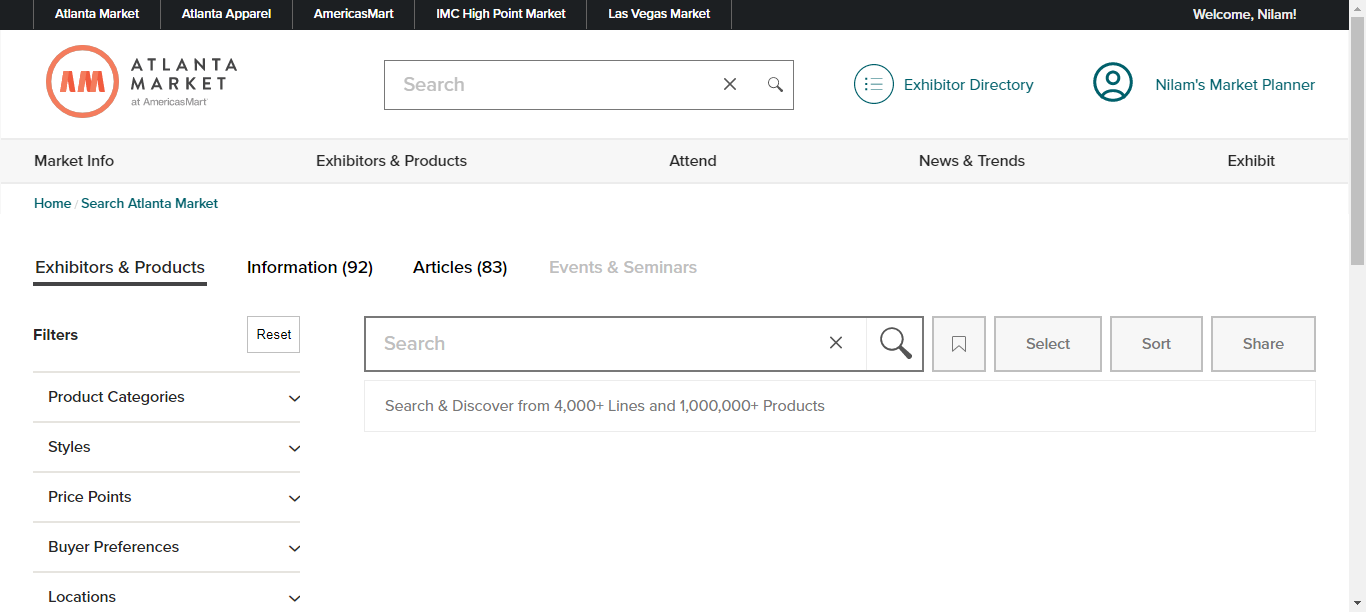 Atlanta Market Atlanta Apparel AmericasMart IMC High Point Market Las Vegas Market Welcome, Nilam!
AM
ATLANTA
MARKET
at AmericasMart
Search
Exhibitor Directory
Nilam's Market Planner
Market Info Exhibitors & Products Attend News & Trends Exhibit
Home / Search Atlanta Market
Exhibitors & Products Information (92) Articles (83) Events & Seminars
Filters Reset
Search
Select Sort Share
Search & Discover from 4,000+ Lines and 1,000,000+ Products
Product Categories
Styles
Price Points
Buyer Preferences
Locations